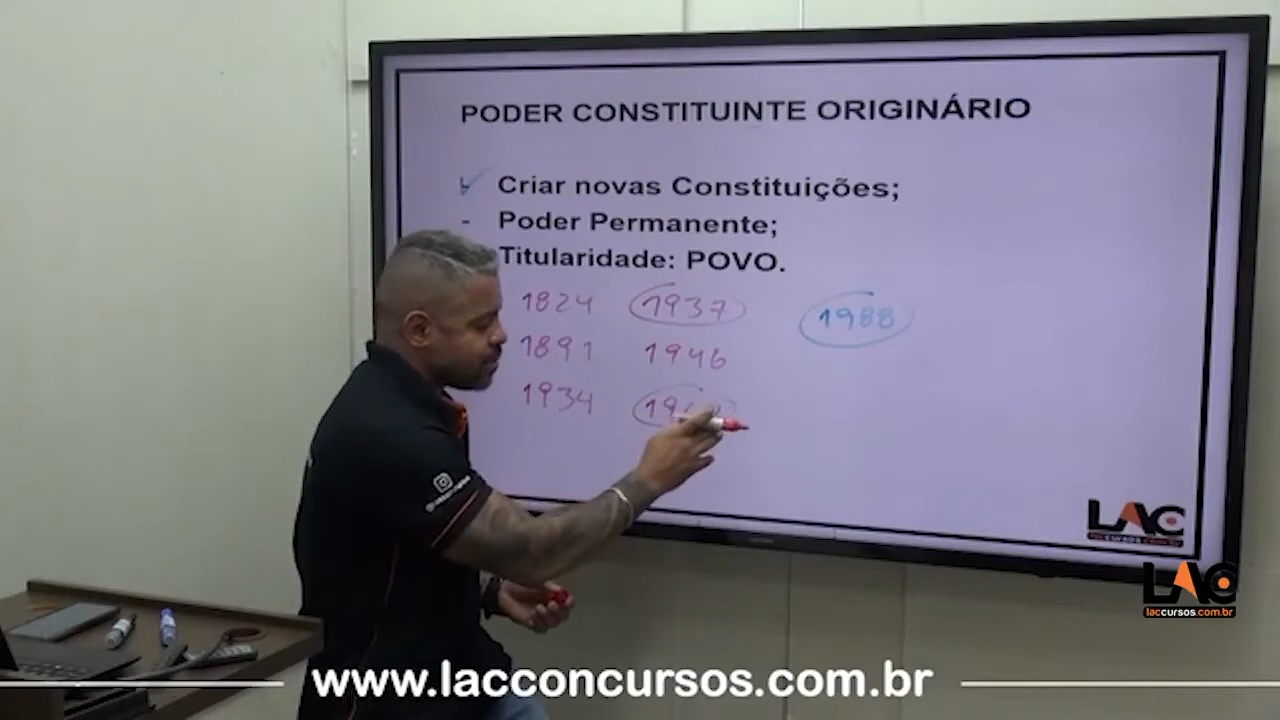 PODER CONSTITUINTE ORIGINÁRIO
Criar novas Constituições;
- Poder Permanente;
Titularidade: POVO.
1824 1937 1988
1891 1946
1934
LAC
laccursos.com.br
www.lacconcursos.com.br